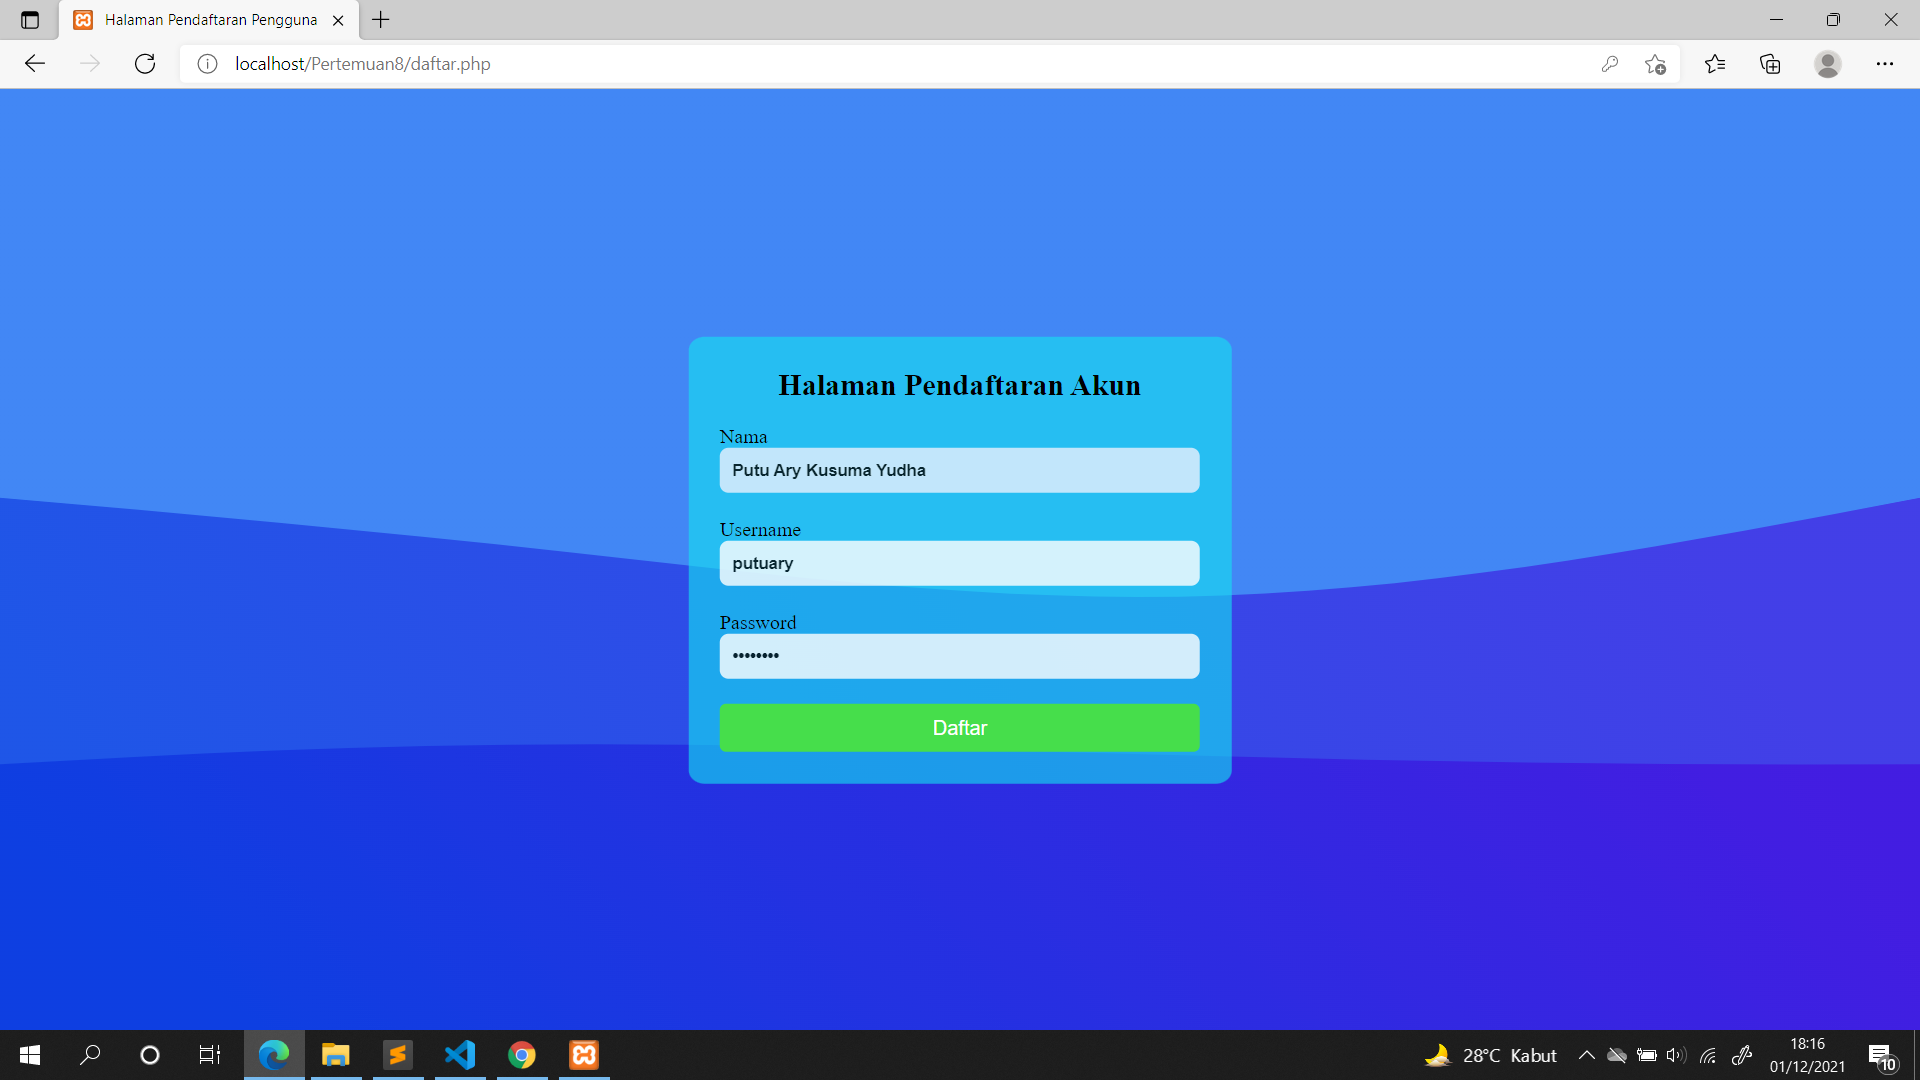 Halaman Pendaftaran Pengguna
localhost/Pertemuan8/daftar.php
Halaman Pendaftaran Akun
Nama
Putu Ary Kusuma Yudha
Username
putuary
Password
••••••••
Daftar
28°C Kabut
18:16
01/12/2021
10